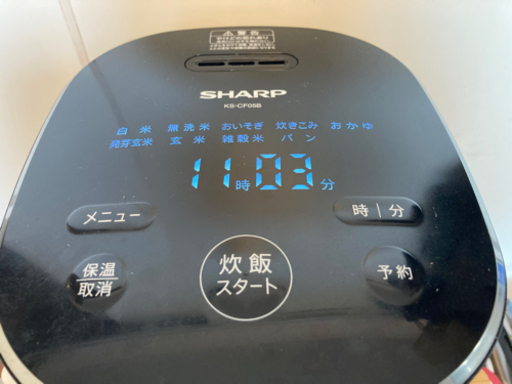 警告
SHARP
KS-CF05B
白米 無洗米 おいそぎ 炊きこみ おかゆ
発芽玄米 玄米 雑穀米 パン
11時03分
メニュー 時|分
保温 炊飯 予約
取消 スタート